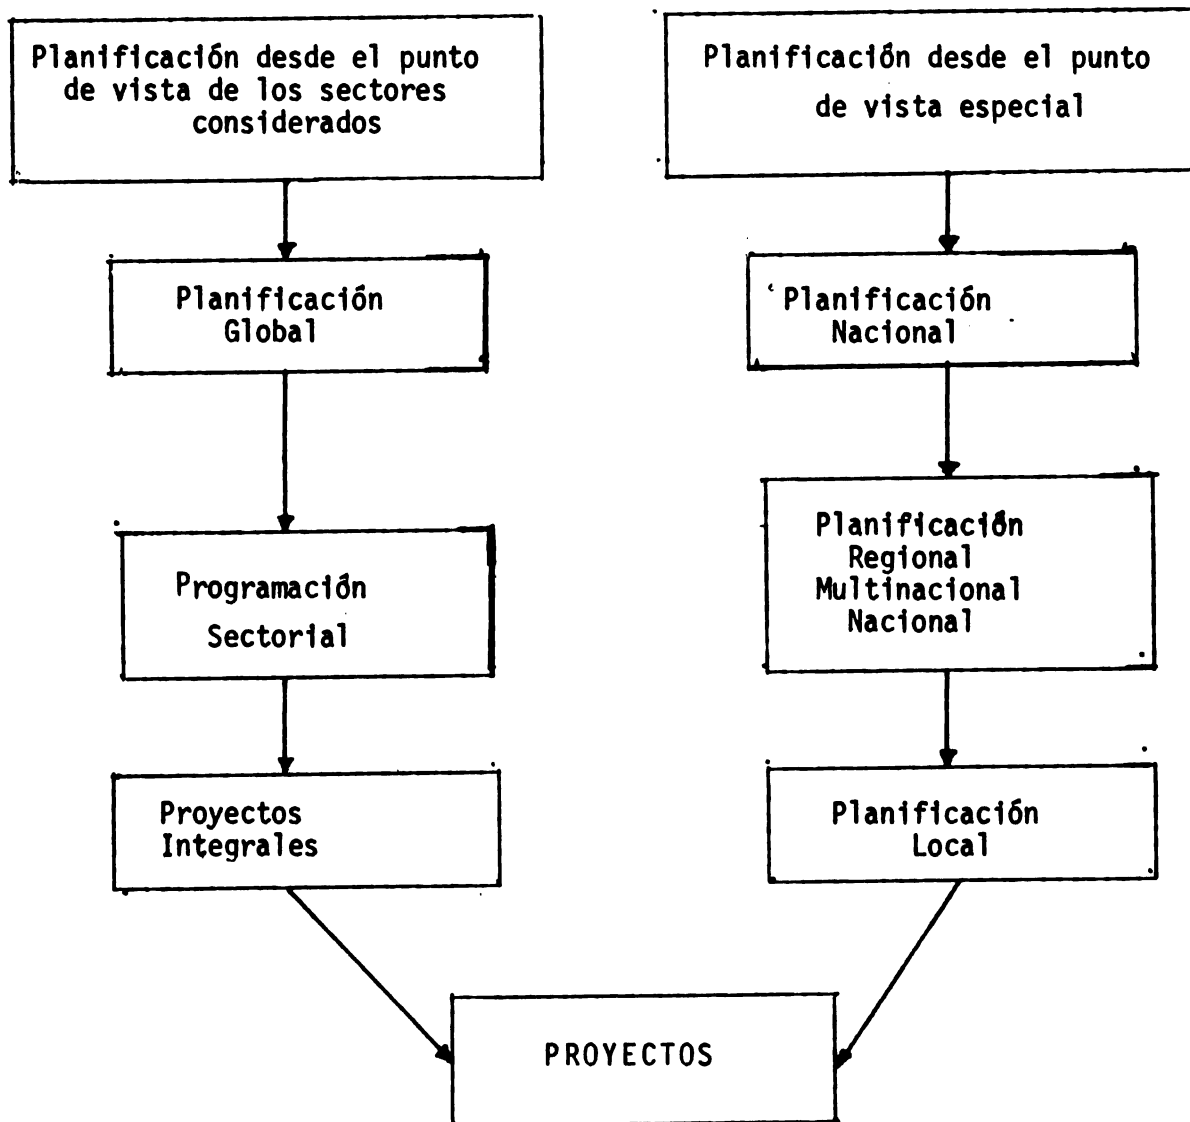 Planificación desde el punto
de vista de los sectores
considerados
Planificación desde el punto
de vista especial
Planificación
Global
Planificación
Nacional
Programación
Sectorial
Planificación
Regional
Multinacional
Nacional
Proyectos
Integrales
Planificación
Local
PROYECTOS